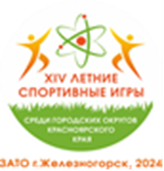 XIV ЛЕТНИЕ
СПОРТИВНЫЕ ИГРЫ
СРЕДИ ГОРОДСКИХ ОКРУГОВ
КРАСНОЯРСКОГО
КРАЯ
ЗАТО г.Железногорск, 2024